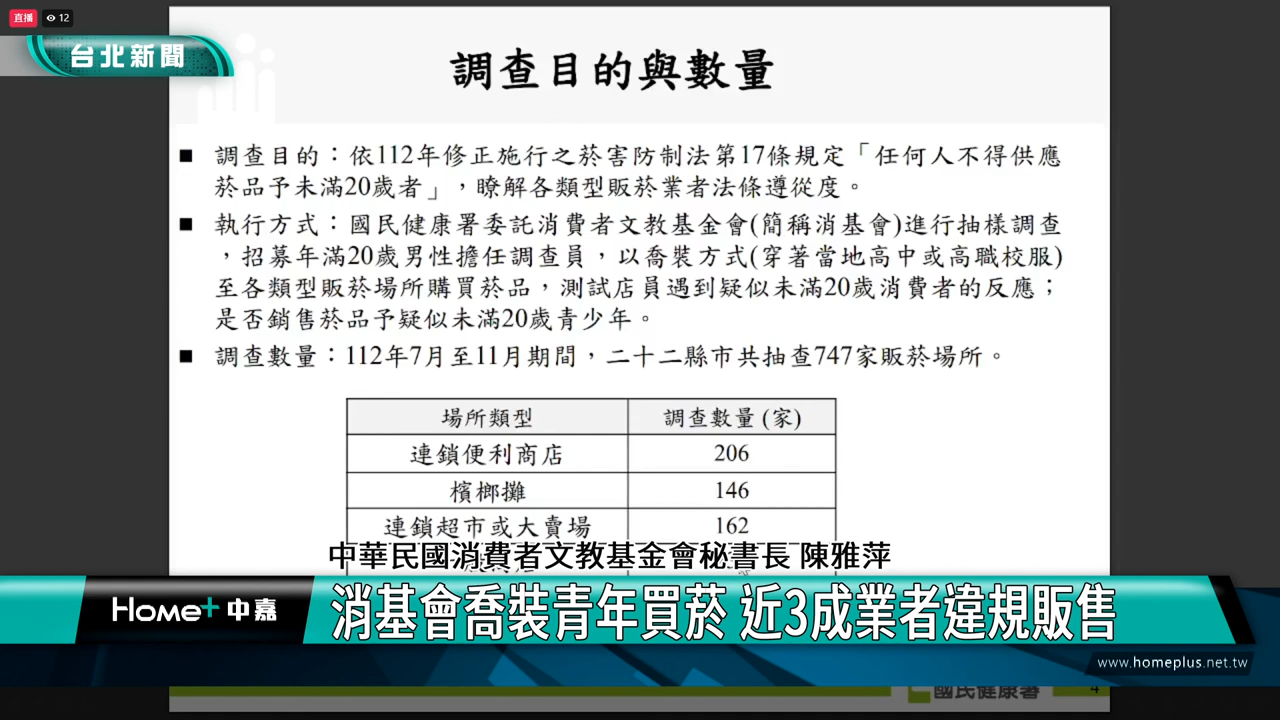 直播 12
台北新聞
調查目的與數量
■ 調查目的：依112年修正施行之菸害防制法第17條規定「任何人不得供應
菸品予未滿20歲者」，瞭解各類型販菸業者法條遵從度。
■ 執行方式：國民健康署委託消費者文教基金會(簡稱消基會)進行抽樣調查
，招募年滿20歲男性擔任調查員，以喬裝方式(穿著當地高中或高職校服)
至各類型販菸場所購買菸品，測試店員遇到疑似未滿20歲消費者的反應；
是否銷售菸品予疑似未滿20歲青少年。
■ 調查數量：112年7月至11月期間，二十二縣市共抽查747家販菸場所。
場所類型 調查數量 (家)
連鎖便利商店 206
檳榔攤 146
連鎖超市或大賣場 162
中華民國消費者文教基金會秘書長 陳雅萍
Home+ 中嘉
消基會喬裝青年買菸 近3成業者違規販售
www.homeplus.net.tw
國民健康署 4